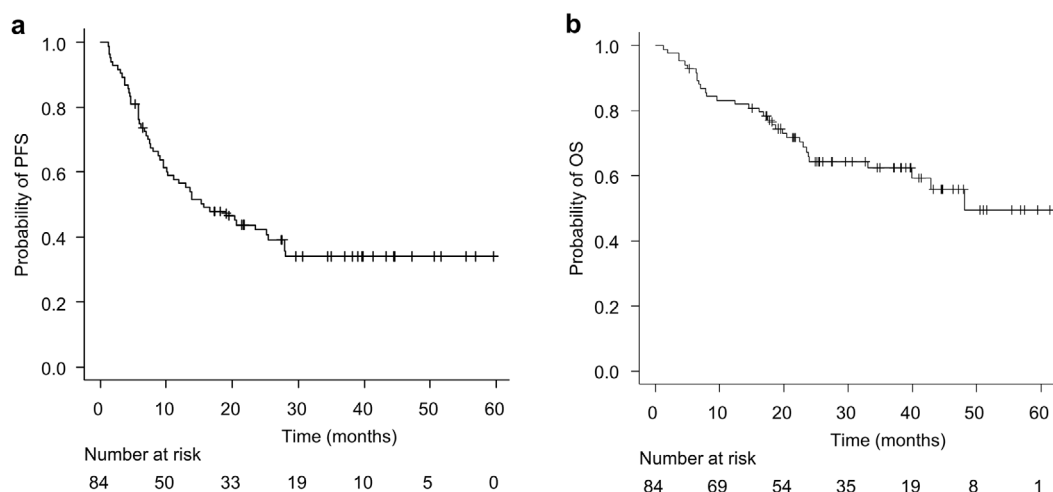 a
1.0
0.8
0.6
0.4
0.2
0.0
Probability of PFS
0 10 20 30 40 50 60
Time (months)
Number at risk
84 50 33 19 10 5 0
b
1.0
0.8
0.6
0.4
0.2
0.0
Probability of OS
0 10 20 30 40 50 60
Time (months)
Number at risk
84 69 54 35 19 8 1